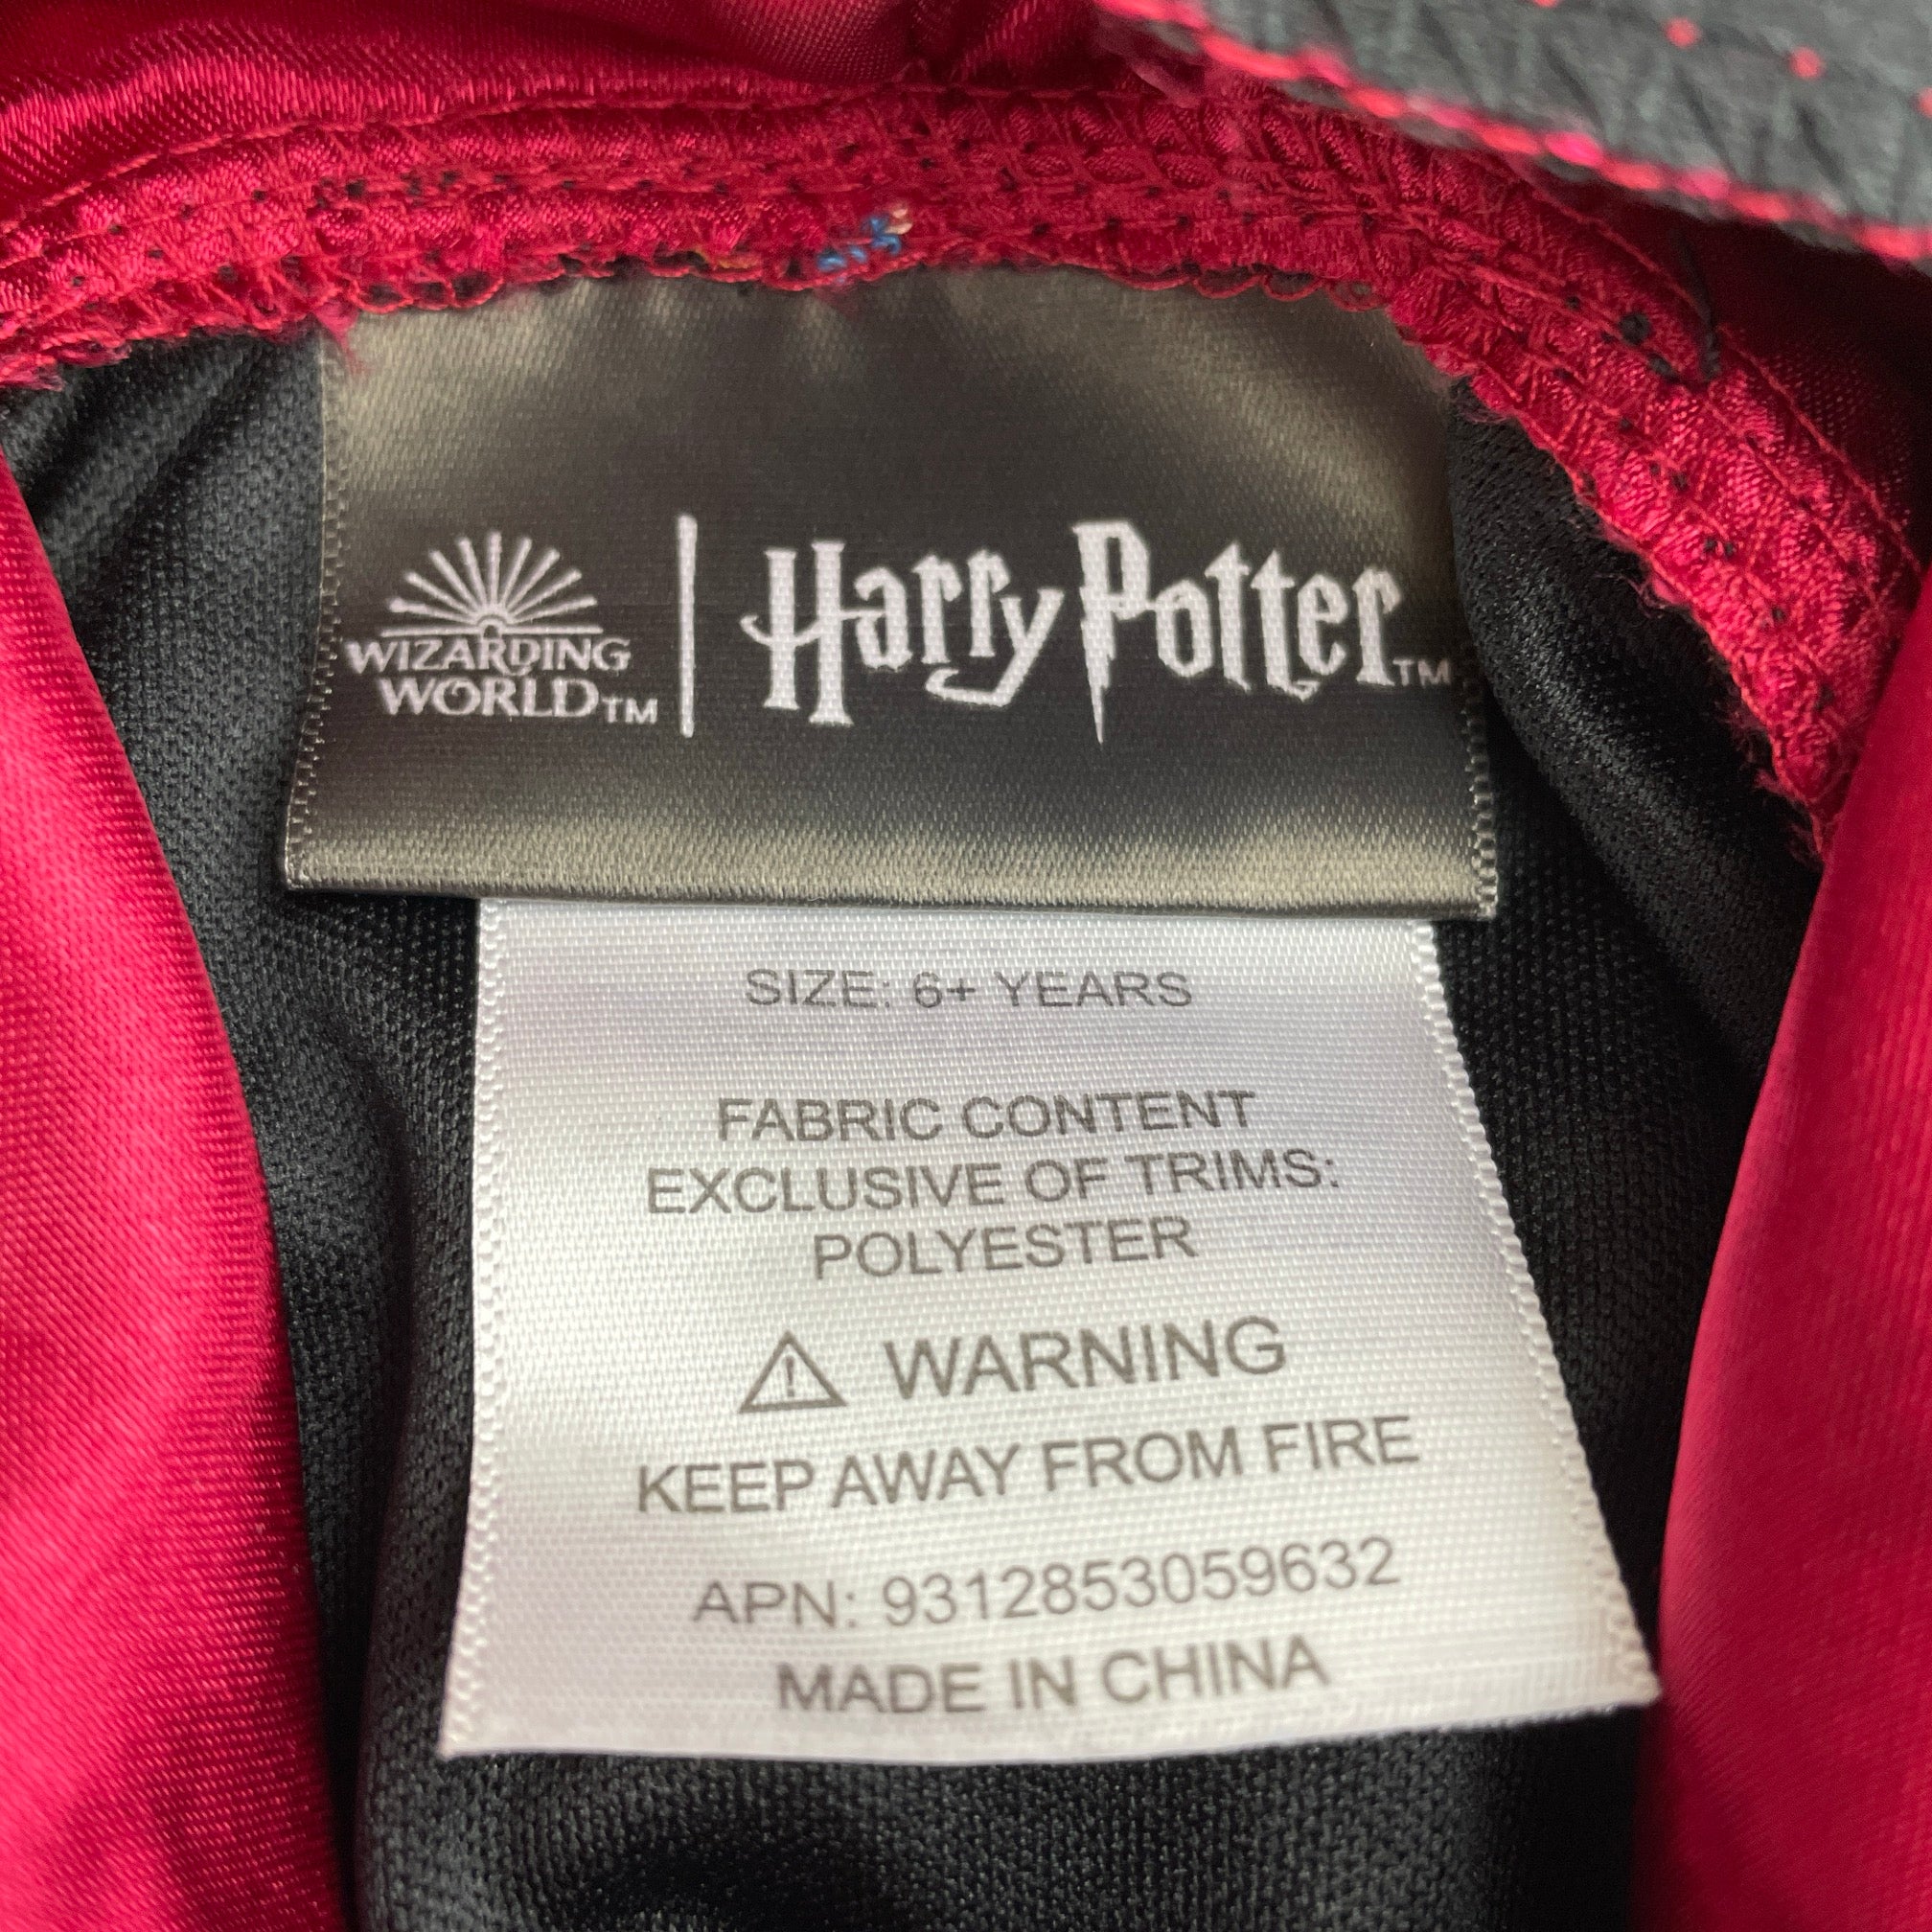 WIZARDING
WORLD™
Harry Potter™
SIZE: 6+ YEARS
FABRIC CONTENT
EXCLUSIVE OF TRIMS:
POLYESTER
⚠ WARNING
KEEP AWAY FROM FIRE
APN: 9312853059632
MADE IN CHINA